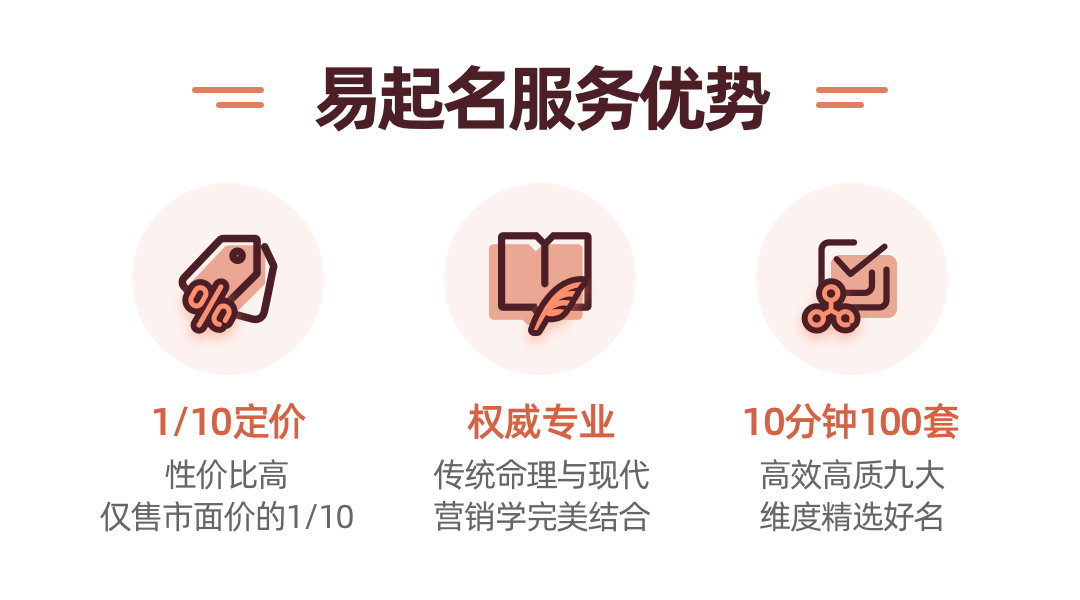 易起名服务优势
1/10定价
性价比高
仅售市面价的1/10
权威专业
传统命理与现代
营销学完美结合
10分钟100套
高效高质九大
维度精选好名